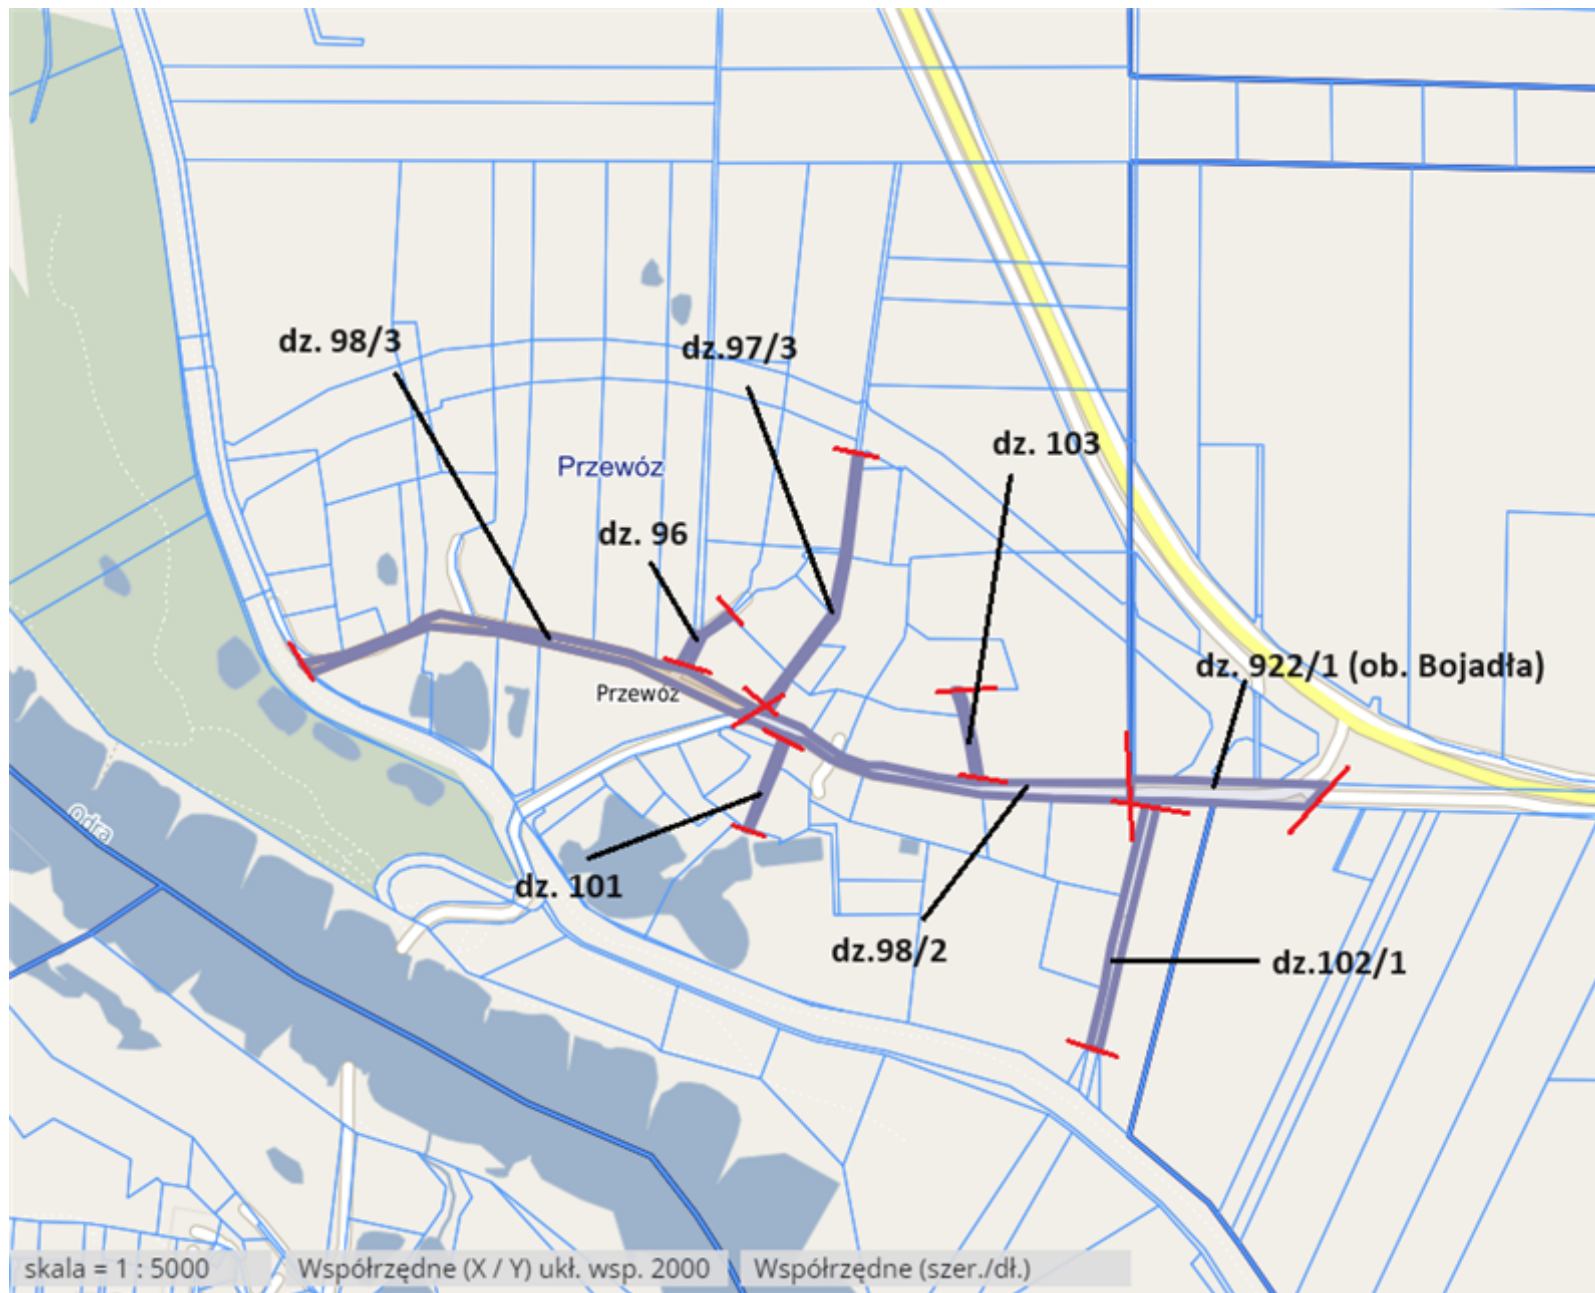 dz. 98/3
dz.97/3
dz. 103
Przewóz
dz. 96
dz. 922/1 (ob. Bojadła)
Przewóz
Odra
dz. 101
dz.98/2
dz.102/1
skala = 1 : 5000
Współrzędne (X / Y) ukł. wsp. 2000
Współrzędne (szer./dł.)